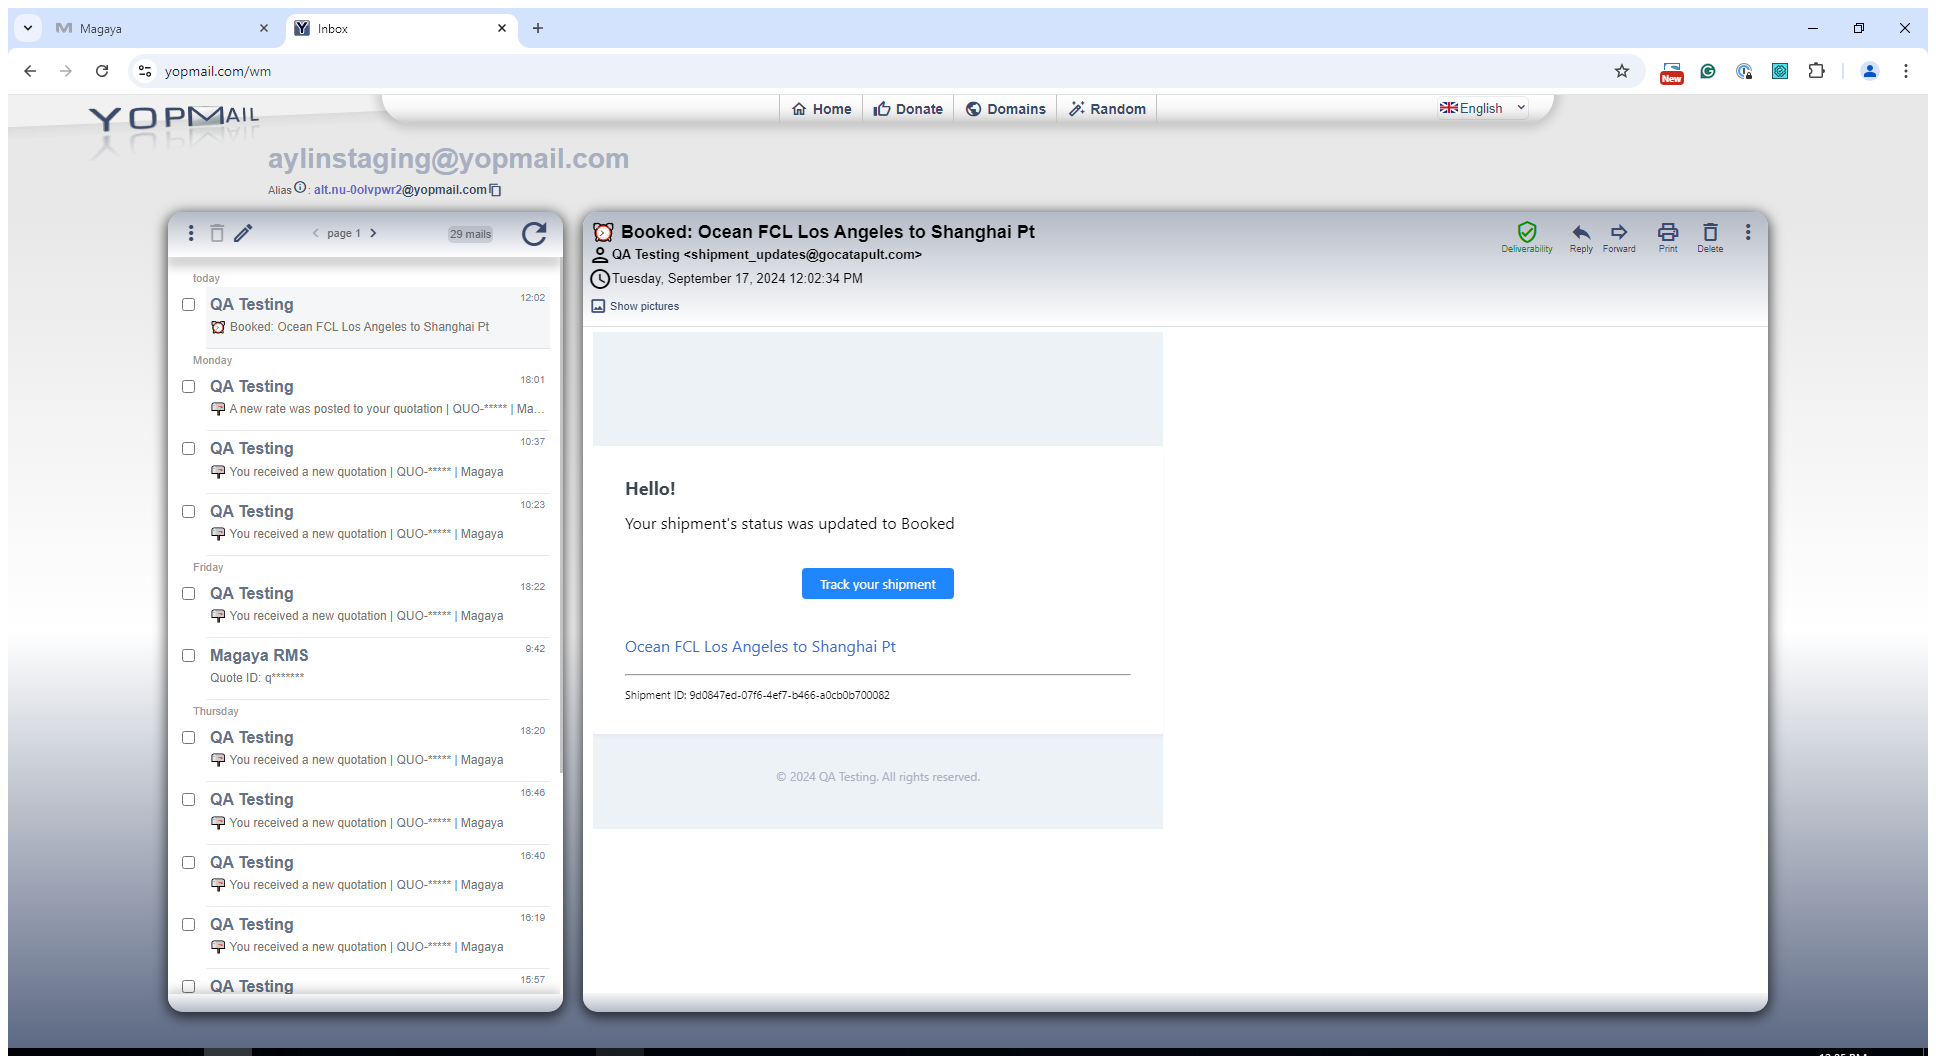 Magaya
Inbox
yopmail.com/wm
New
YOPMAIL
Home
Donate
Domains
Random
English
aylinstaging@yopmail.com
Alias : alt.nu-0olvpwr2@yopmail.com
page 1
29 mails
today
QA Testing 12:02
Booked: Ocean FCL Los Angeles to Shanghai Pt
Monday
QA Testing 18:01
A new rate was posted to your quotation | QUO-***** | Ma...
QA Testing 10:37
You received a new quotation | QUO-***** | Magaya
QA Testing 10:23
You received a new quotation | QUO-***** | Magaya
Friday
QA Testing 18:22
You received a new quotation | QUO-***** | Magaya
Magaya RMS 9:42
Quote ID: q*******
Thursday
QA Testing 18:20
You received a new quotation | QUO-***** | Magaya
QA Testing 16:46
You received a new quotation | QUO-***** | Magaya
QA Testing 16:40
You received a new quotation | QUO-***** | Magaya
QA Testing 16:19
You received a new quotation | QUO-***** | Magaya
QA Testing 15:57
Booked: Ocean FCL Los Angeles to Shanghai Pt
QA Testing <shipment_updates@gocatapult.com>
Tuesday, September 17, 2024 12:02:34 PM
Show pictures
Deliverability
Reply
Forward
Print
Delete
Hello!
Your shipment's status was updated to Booked
Track your shipment
Ocean FCL Los Angeles to Shanghai Pt
Shipment ID: 9d0847ed-07f6-4ef7-b466-a0cb0b700082
© 2024 QA Testing. All rights reserved.